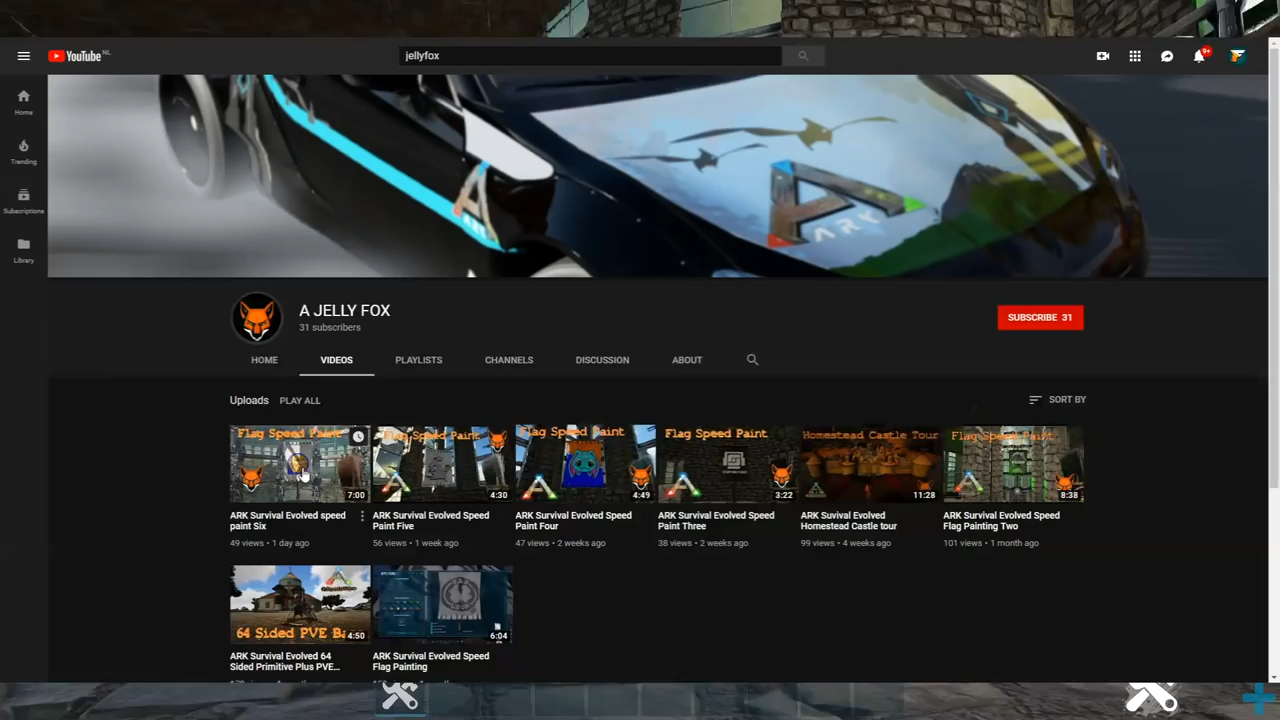 YouTube NL
jellyfox
9+
Home
Trending
Subscriptions
Library
ARK
A JELLY FOX
31 subscribers
SUBSCRIBE 31
HOME
VIDEOS
PLAYLISTS
CHANNELS
DISCUSSION
ABOUT
Uploads
PLAY ALL
SORT BY
Flag Speed Paint
7:00
Flag Speed Paint
4:30
Flag Speed Paint
4:49
Flag Speed Paint
3:22
Homestead Castle Tour
11:28
Flag Speed Paint
8:38
ARK Survival Evolved speed
paint Six
49 views • 1 day ago
ARK Survival Evolved Speed
Paint Five
56 views • 1 week ago
ARK Survival Evolved Speed
Paint Four
47 views • 2 weeks ago
ARK Survival Evolved Speed
Paint Three
38 views • 2 weeks ago
ARK Suvival Evolved
Homestead Castle tour
99 views • 4 weeks ago
ARK Survival Evolved Speed
Flag Painting Two
101 views • 1 month ago
64 Sided PVE Ba
4:50
6:04
ARK Survival Evolved 64
Sided Primitive Plus PVE...
ARK Survival Evolved Speed
Flag Painting